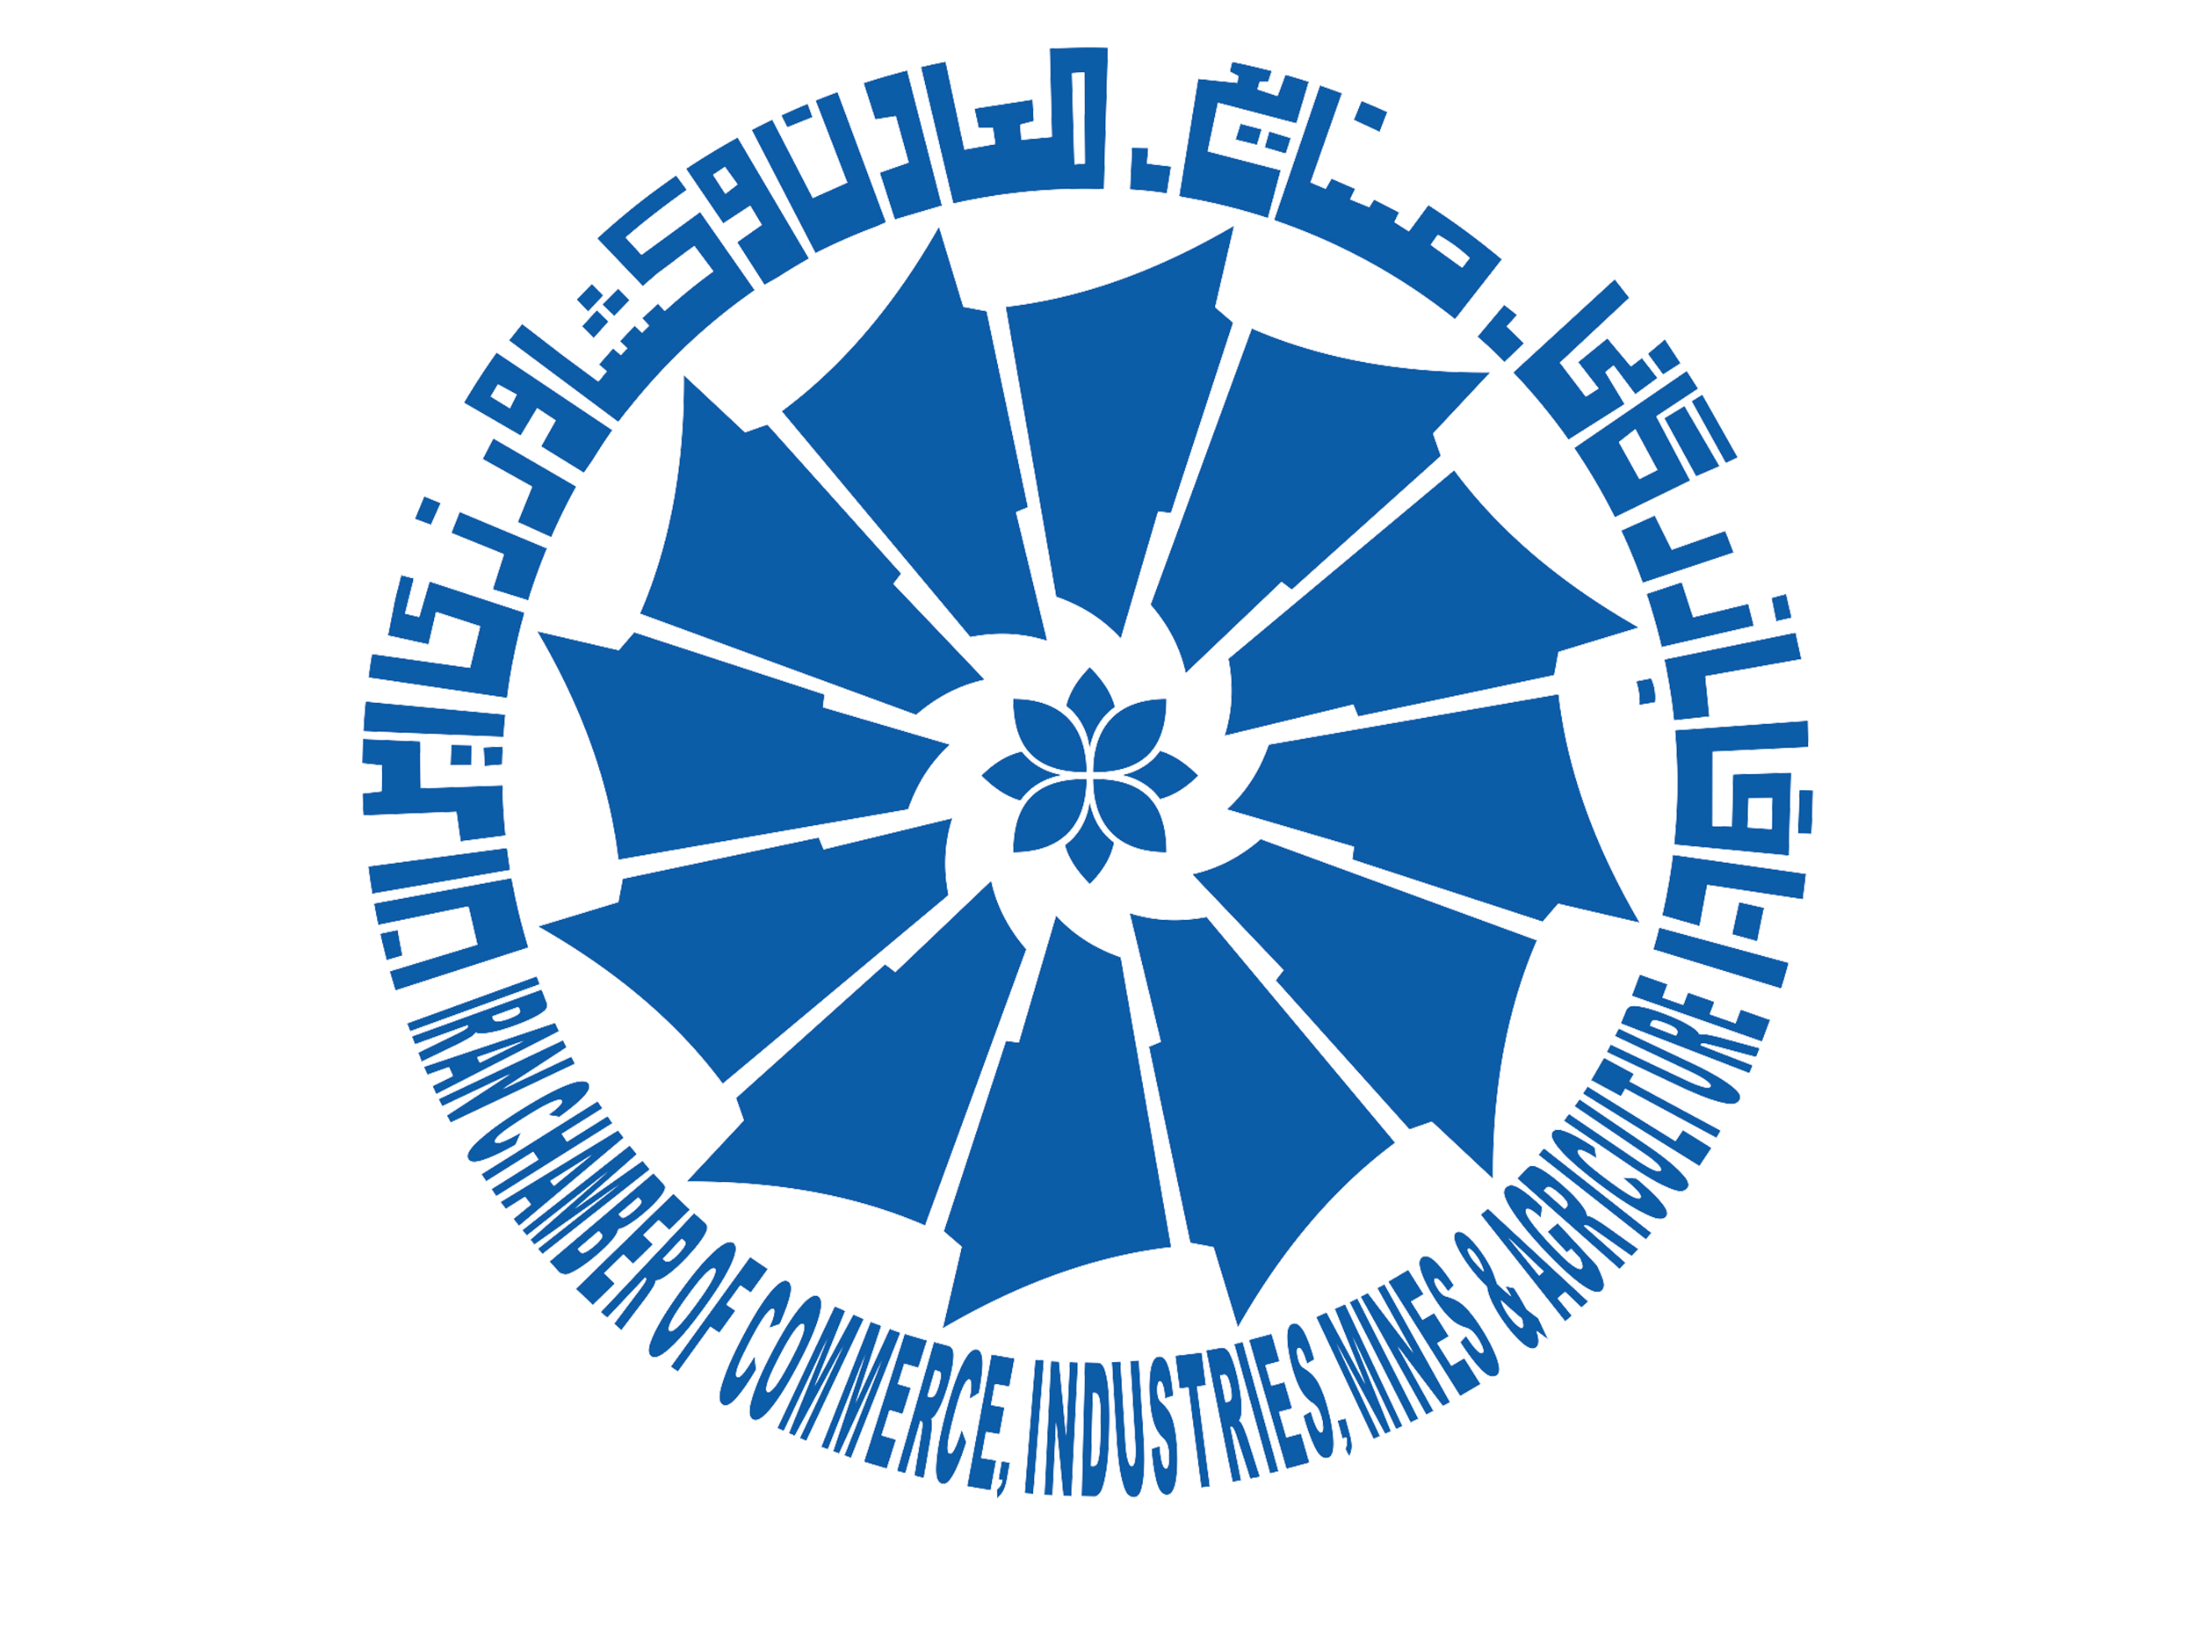 اتاق بازرگانی، صنایع، معادن و کشاورزی ایران
IRAN CHAMBER OF COMMERCE, INDUSTRIES, MINES & AGRICULTURE